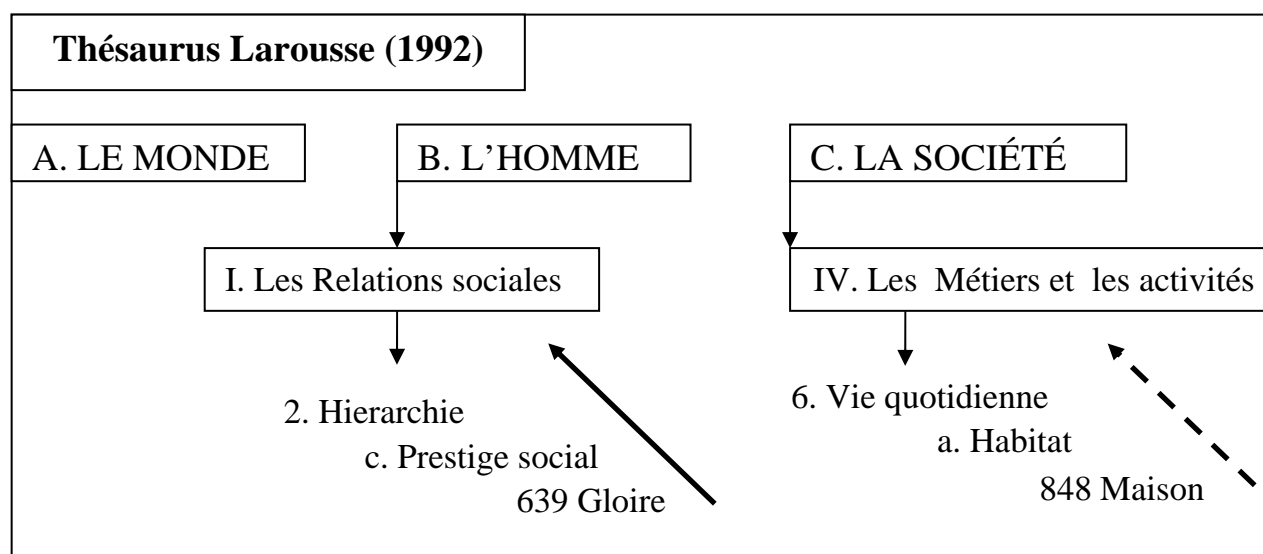 Thésaurus Larousse (1992)
A. LE MONDE
B. L’HOMME
C. LA SOCIÉTÉ
I. Les Relations sociales
IV. Les Métiers et les activités
2. Hierarchie
c. Prestige social
639 Gloire
6. Vie quotidienne
a. Habitat
848 Maison